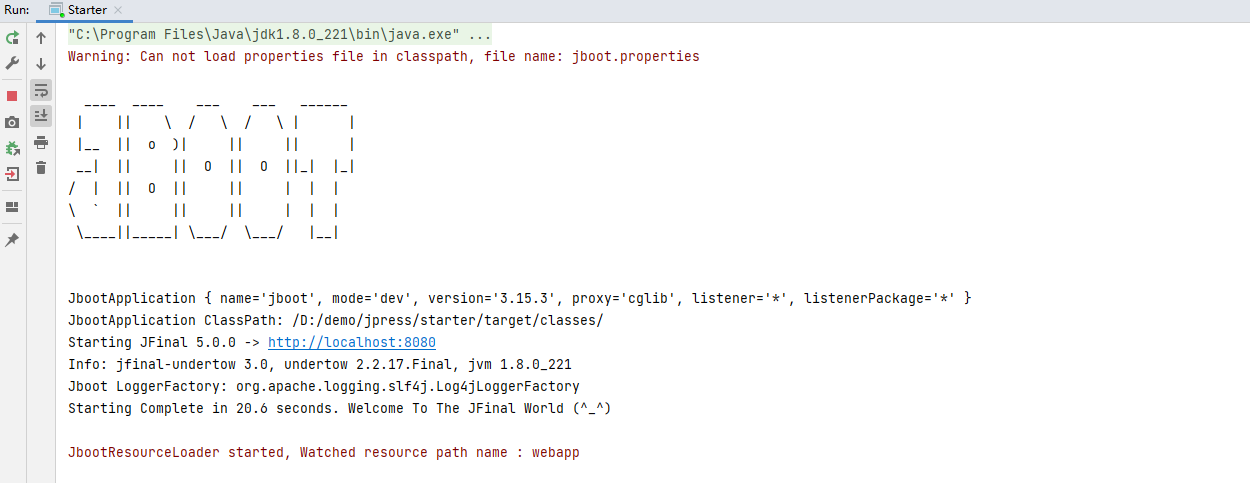 Run: Starter
"C:\Program Files\Java\jdk1.8.0_221\bin\java.exe" ...
Warning: Can not load properties file in classpath, file name: jboot.properties
  ____  ____    ___    ___   ______
 |    ||    \  /   \  /   \ |      |
 |__  ||  o  )|     ||     ||      |
 __|  ||     ||  O  ||  O  ||_|  |_|
/  |  ||  O  ||     ||     |  |  |
\  `  ||     ||     ||     |  |  |
 \____||_____| \___/  \___/   |__|
JbootApplication { name='jboot', mode='dev', version='3.15.3', proxy='cglib', listener='*', listenerPackage='*' }
JbootApplication ClassPath: /D:/demo/jpress/starter/target/classes/
Starting JFinal 5.0.0 -> http://localhost:8080
Info: jfinal-undertow 3.0, undertow 2.2.17.Final, jvm 1.8.0_221
Jboot LoggerFactory: org.apache.logging.slf4j.Log4jLoggerFactory
Starting Complete in 20.6 seconds. Welcome To The JFinal World (^_^)
JbootResourceLoader started, Watched resource path name : webapp